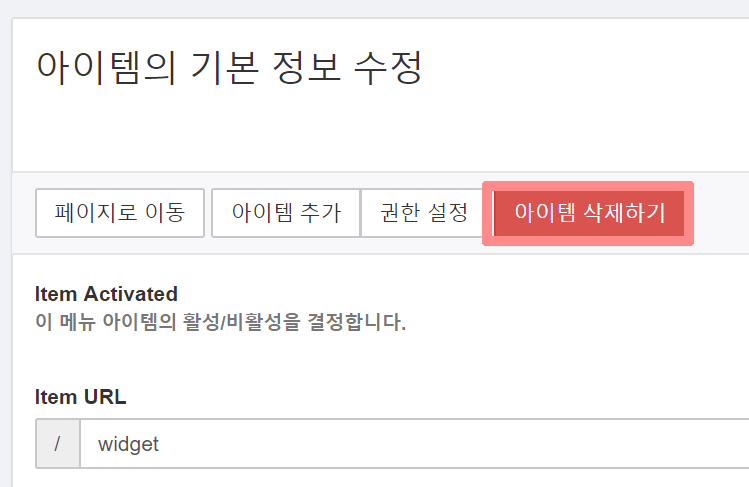 아이템의 기본 정보 수정
페이지로 이동 아이템 추가 권한 설정 아이템 삭제하기
Item Activated
이 메뉴 아이템의 활성/비활성을 결정합니다.
Item URL
/ widget